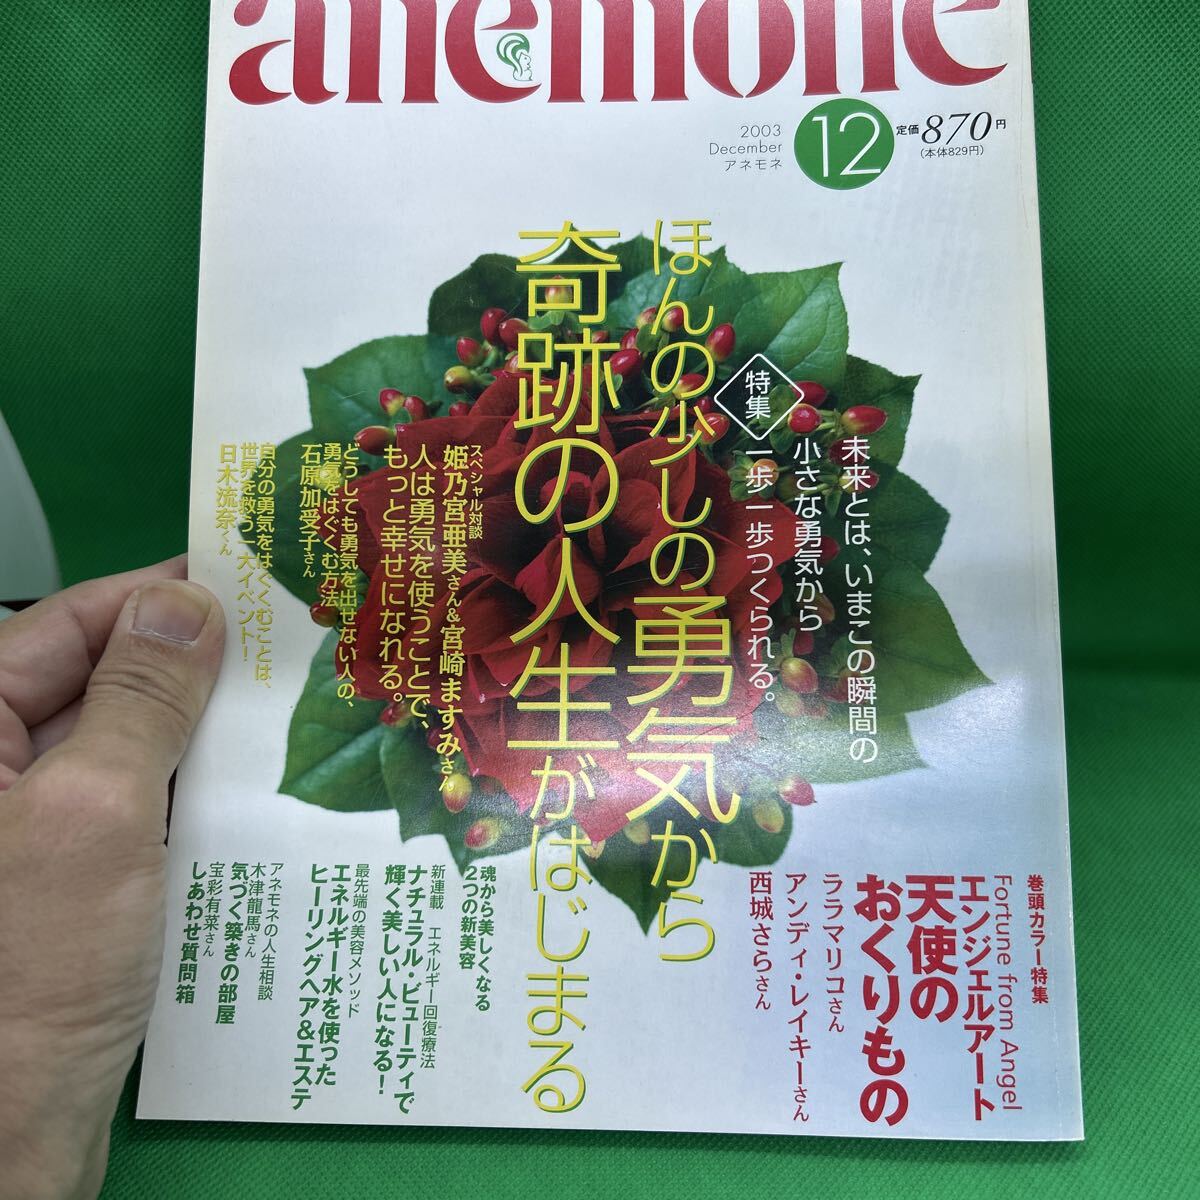 anemone
2003
December
アネモネ
12
定価870円
(本体829円)
未来とは、いまこの瞬間の
小さな勇気から
特集
一歩一歩つくられる。
ほんの少しの勇気から
奇跡の人生がはじまる
スペシャル対談
姫乃宮亜美さん&宮崎ますみさん
人は勇気を使うことで、
もっと幸せになれる。
どうしても勇気を出せない人の、
勇気をはぐくむ方法
石原加受子さん
自分の勇気をはぐくむことは、
世界を救う一大イベント!
日木流奈くん
巻頭カラー特集
Fortune from Angel
エンジェルアート
天使の
おくりもの
ララマリコさん
アンディ・レイキーさん
西城さらさん
魂から美しくなる
2つの新美容
新連載 エネルギー回復療法
ナチュラル・ビューティで
輝く美しい人になる!
最先端の美容メソッド
エネルギー水を使った
ヒーリングヘア&エステ
アネモネの人生相談
木津龍馬さん
気づく築きの部屋
宝彩有菜さん
しあわせ質問箱